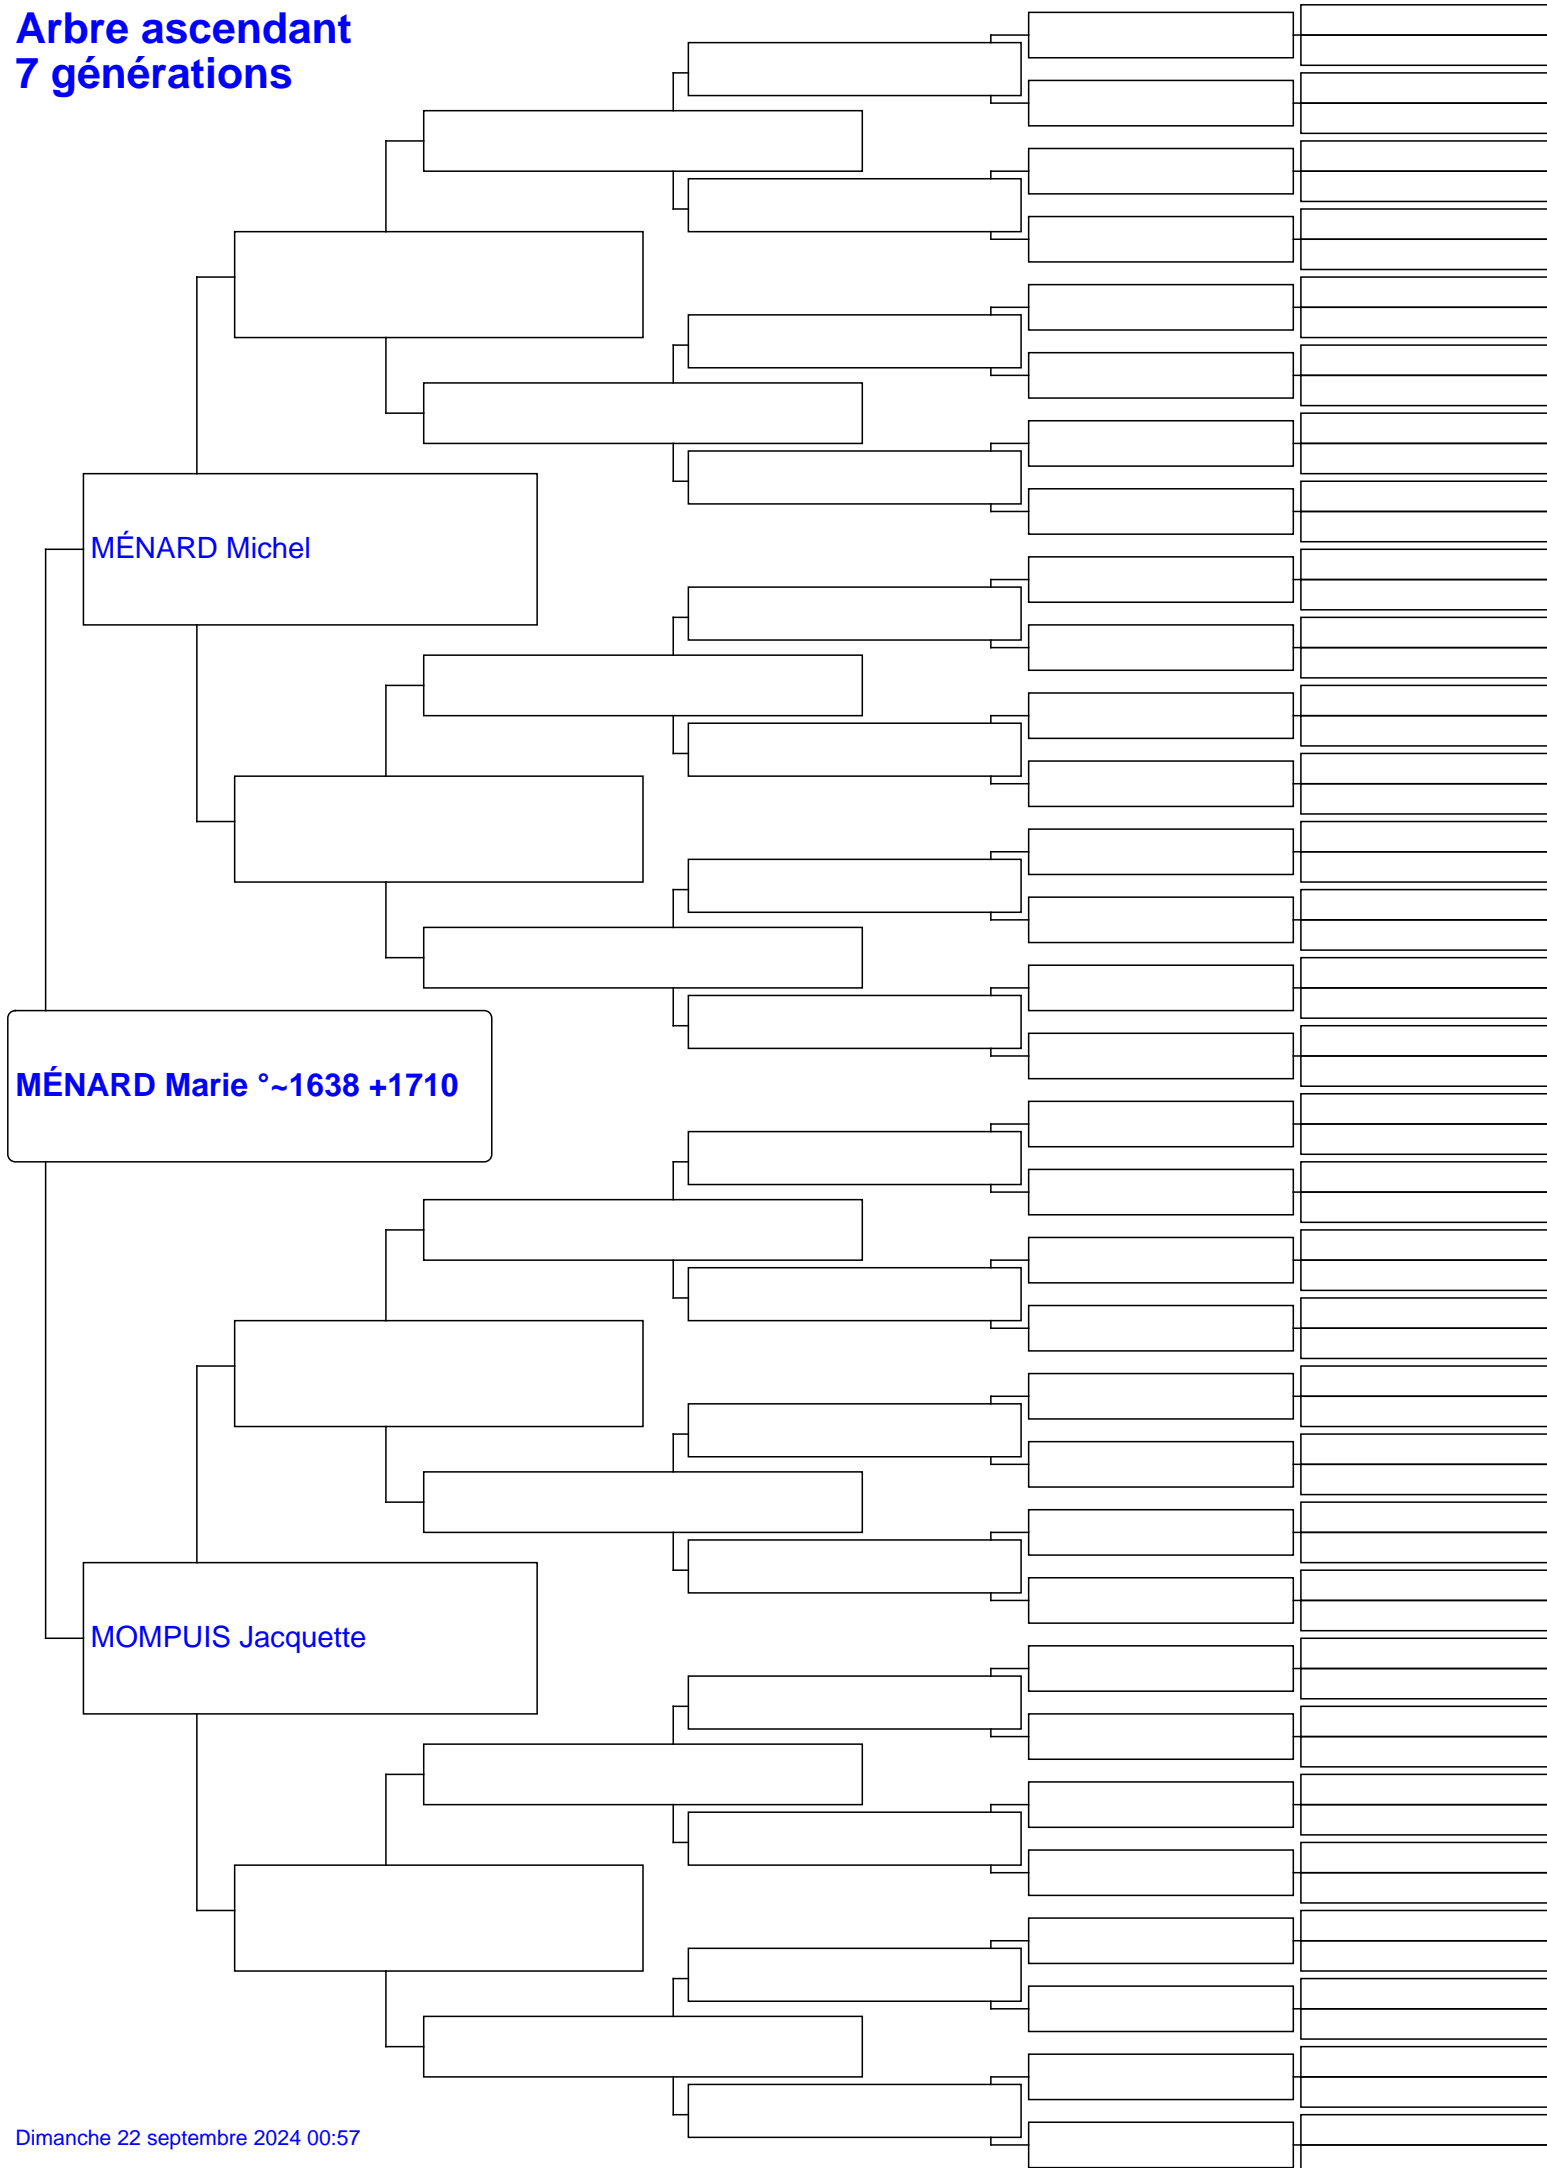 Arbre ascendant
7 générations
MÉNARD Michel
MÉNARD Marie °~1638 +1710
MOMPUIS Jacquette
Dimanche 22 septembre 2024 00:57